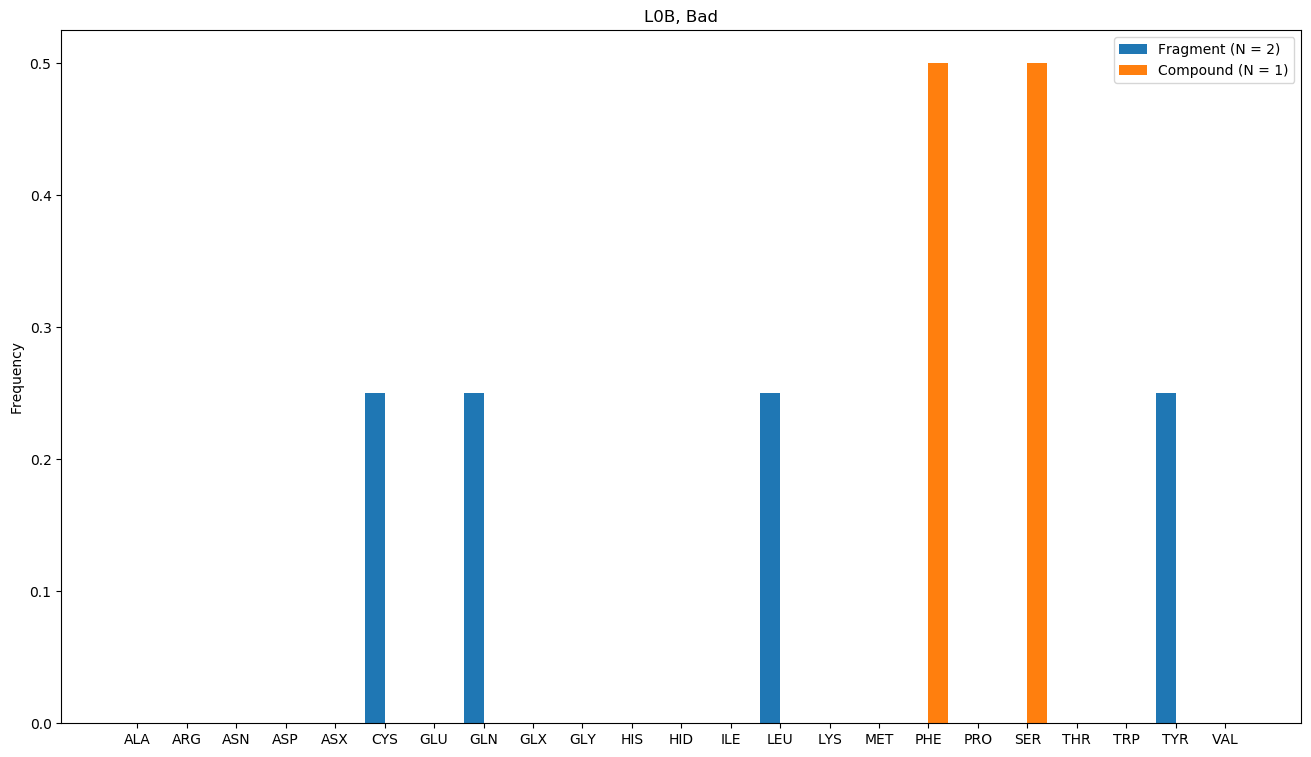 L0B, Bad
Fragment (N = 2)
Compound (N = 1)
Frequency
0.5
0.4
0.3
0.2
0.1
0.0
ALA ARG ASN ASP ASX CYS GLU GLN GLX GLY HIS HID ILE LEU LYS MET PHE PRO SER THR TRP TYR VAL